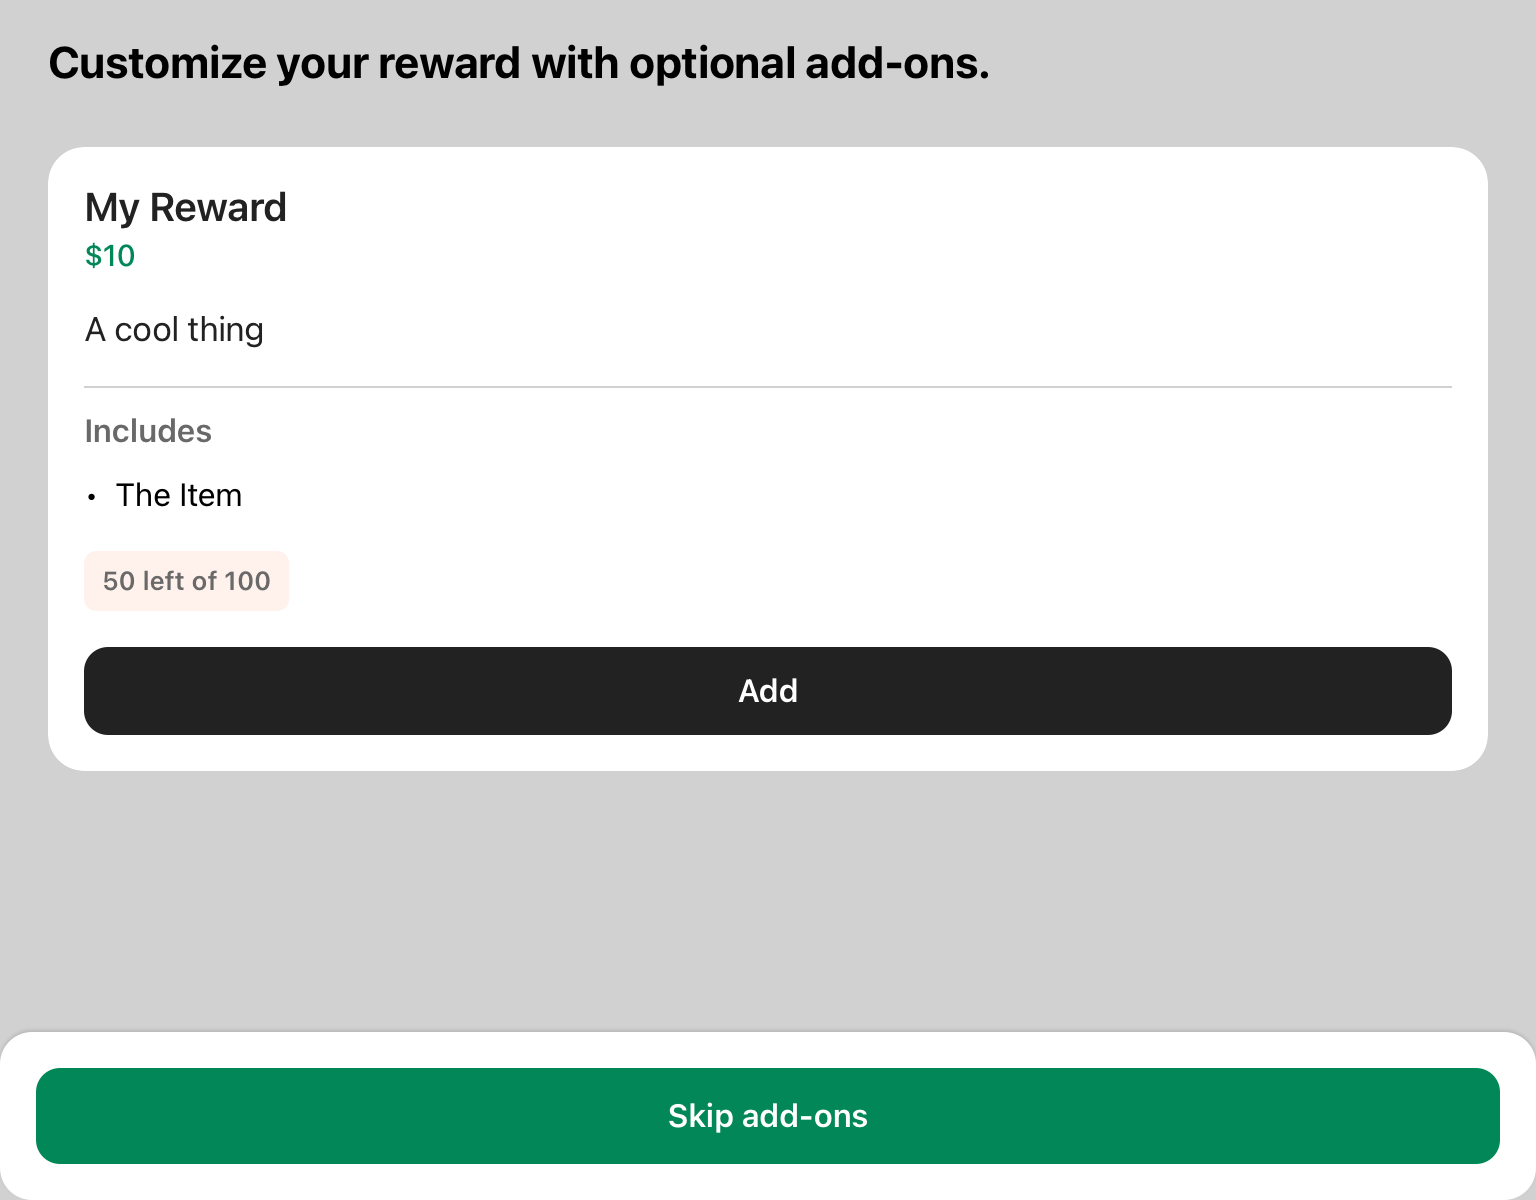 Customize your reward with optional add-ons.
My Reward
$10
A cool thing
Includes
• The Item
50 left of 100
Add
Skip add-ons